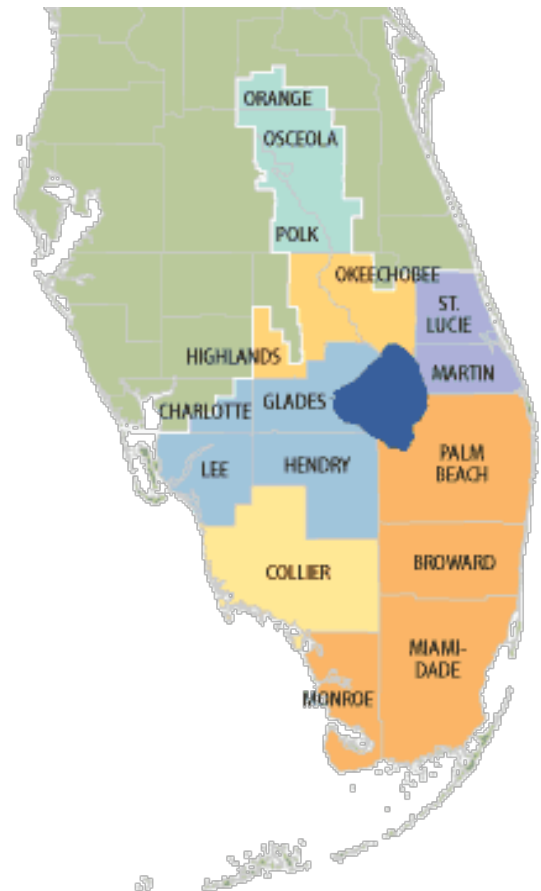 ORANGE
OSCEOLA
POLK
OKEECHOBEE
ST.
LUCIE
HIGHLANDS
MARTIN
CHARLOTTE
GLADES
LEE
HENDRY
PALM
BEACH
COLLIER
BROWARD
MIAMI-
DADE
MONROE